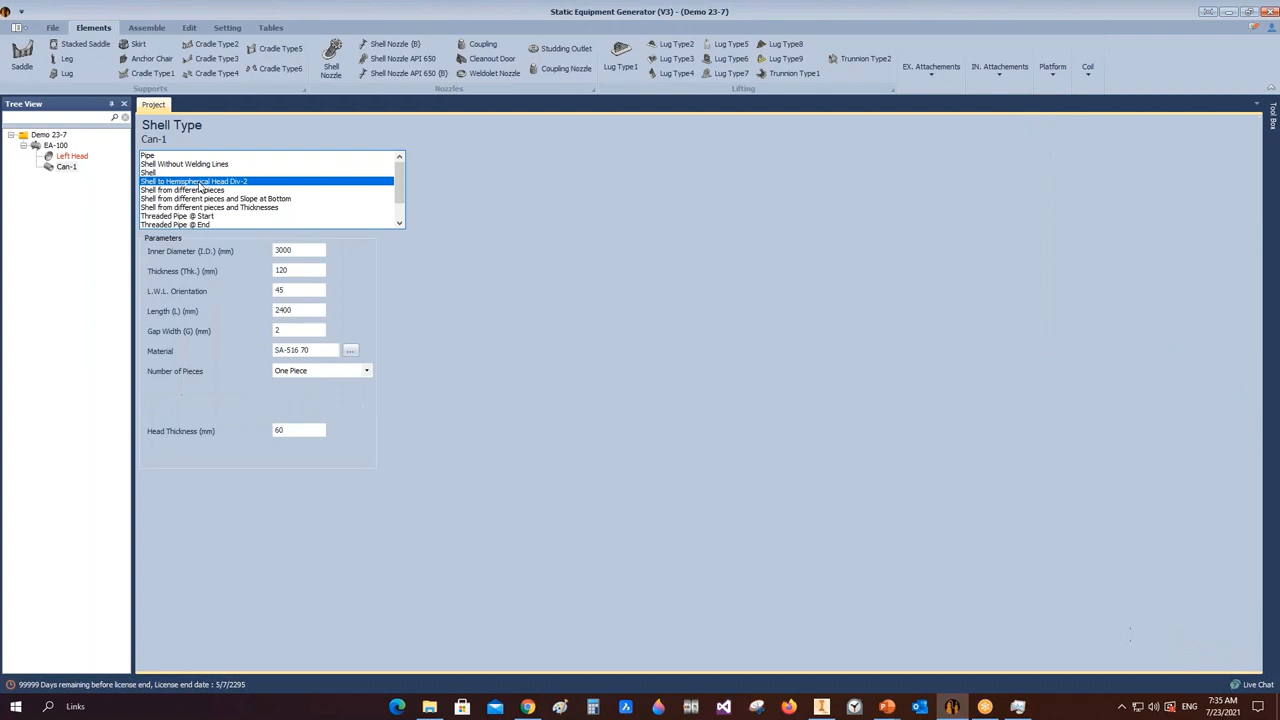 Static Equipment Generator (V3) - (Demo 23-7)
File Elements Assemble Edit Setting Tables
Saddle
Stacked Saddle
Leg
Lug
Skirt
Anchor Chair
Cradle Type1
Cradle Type2
Cradle Type3
Cradle Type4
Cradle Type5
Cradle Type6
Supports
Shell Nozzle
Shell Nozzle (B)
Shell Nozzle API 650
Shell Nozzle API 650 (B)
Coupling
Cleanout Door
Weldolet Nozzle
Studding Outlet
Coupling Nozzle
Nozzles
Lug Type1
Lug Type2
Lug Type3
Lug Type4
Lug Type5
Lug Type6
Lug Type7
Lug Type8
Lug Type9
Trunnion Type1
Trunnion Type2
Lifting
EX. Attachments
IN. Attachments
Platform
Coil
Tree View
Demo 23-7
EA-100
Left Head
Can-1
Project
Tool Box
Shell Type
Can-1
Pipe
Shell Without Welding Lines
Shell
Shell to Hemispherical Head Div-2
Shell from different pieces
Shell from different pieces and Slope at Bottom
Shell from different pieces and Thicknesses
Threaded Pipe @ Start
Threaded Pipe @ End
Parameters
Inner Diameter (I.D.) (mm) 3000
Thickness (Thk.) (mm) 120
L.W.L. Orientation 45
Length (L) (mm) 2400
Gap Width (G) (mm) 2
Material SA-516 70 ...
Number of Pieces One Piece
Head Thickness (mm) 60
99999 Days remaining before license end, License end date : 5/7/2295
Live Chat
Links
ENG
7:35 AM
7/23/2021